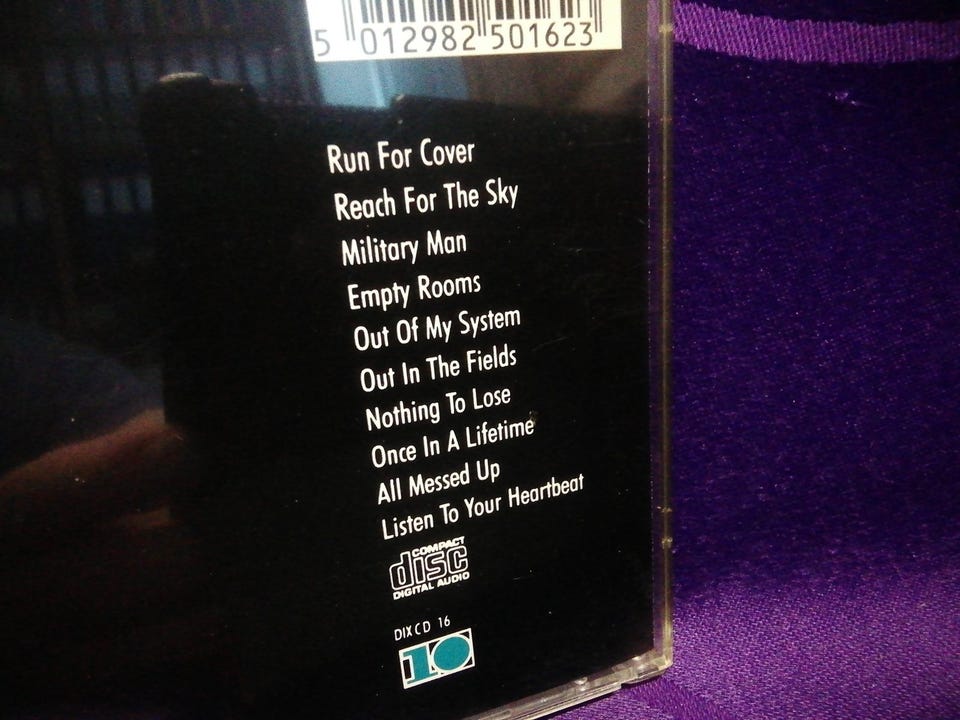 5 012982 501623
Run For Cover
Reach For The Sky
Military Man
Empty Rooms
Out Of My System
Out In The Fields
Nothing To Lose
Once In A Lifetime
All Messed Up
Listen To Your Heartbeat
COMPACT
disc
DIGITAL AUDIO
DIXCD 16
10